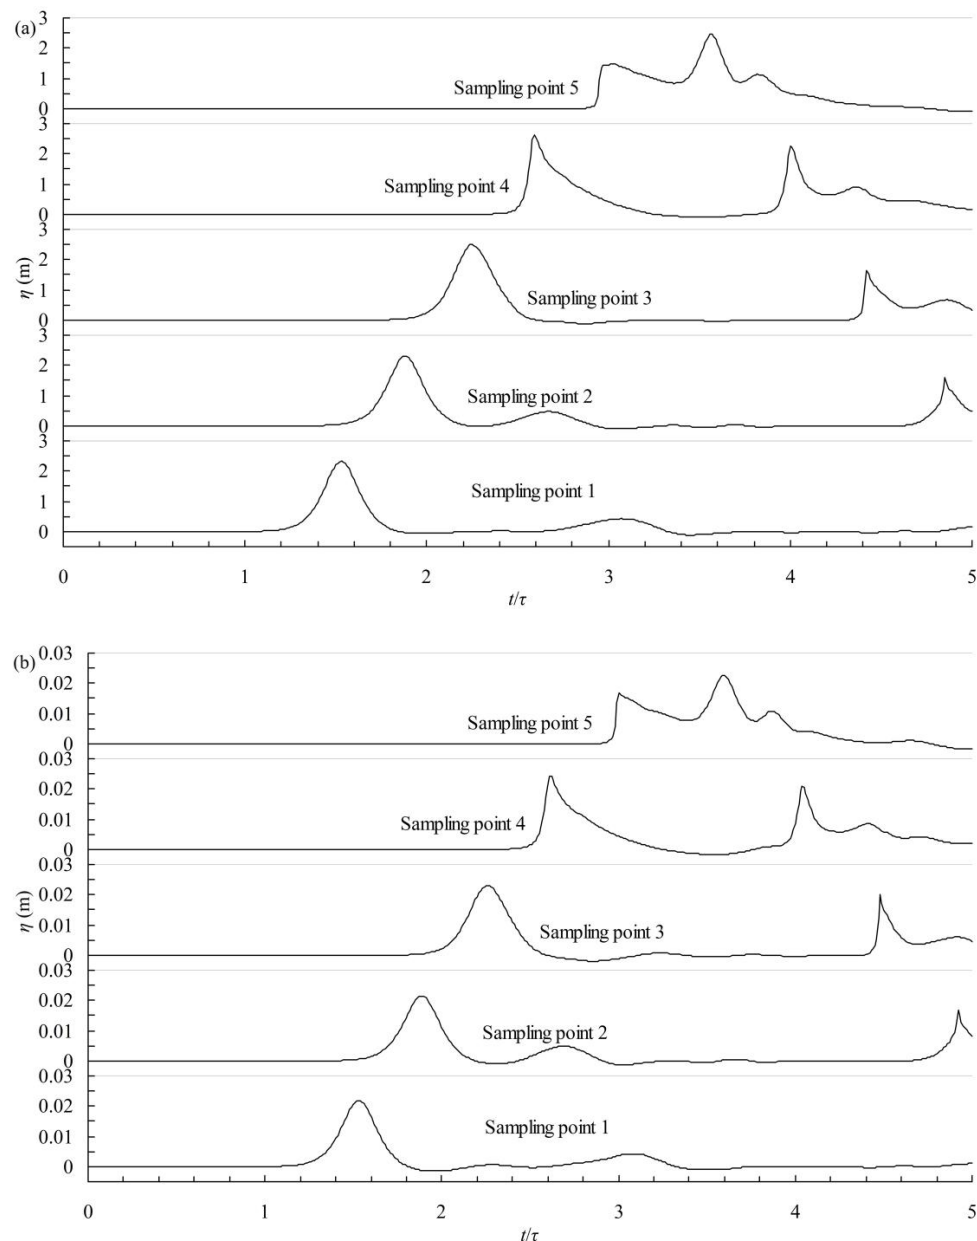 (a)
3
2
1
0
Sampling point 5
3
2
1
0
Sampling point 4
3
2
1
0
Sampling point 3
η (m)
3
2
1
0
Sampling point 2
3
2
1
0
Sampling point 1
0 1 2 3 4 5
t/τ
(b)
0.03
0.02
0.01
0
Sampling point 5
0.03
0.02
0.01
0
Sampling point 4
0.03
0.02
0.01
0
Sampling point 3
η (m)
0.03
0.02
0.01
0
Sampling point 2
0.03
0.02
0.01
0
Sampling point 1
0 1 2 3 4 5
t/τ